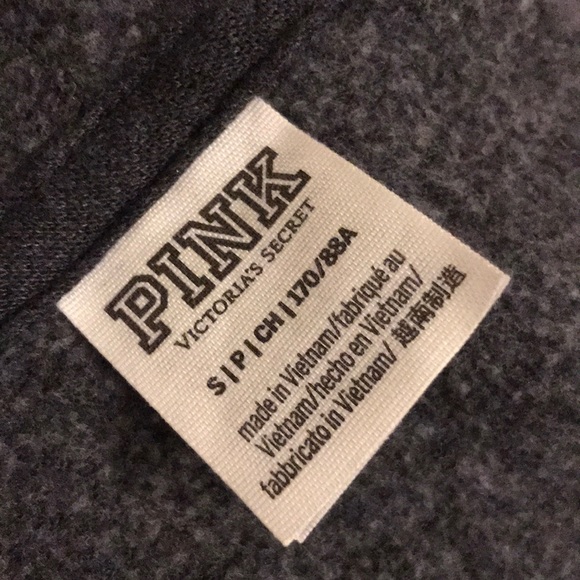 PINK
VICTORIA'S SECRET
S|P|CH|170/88A
made in Vietnam/fabriqué au
Vietnam/hecho en Vietnam/
fabbricato in Vietnam/ 越南制造